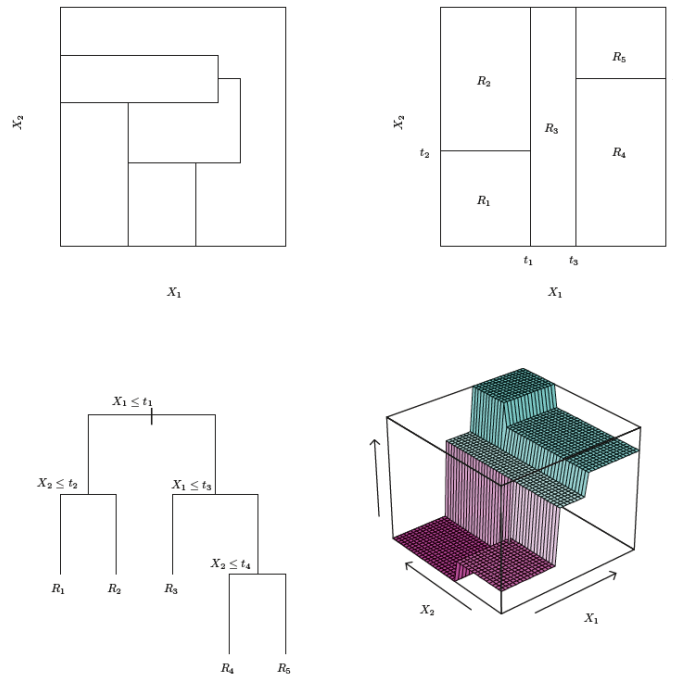 X₂
X₁
R₂
R₅
R₃
R₄
R₁
X₂
t₂
t₁
t₃
X₁
X₁ ≤ t₁
X₂ ≤ t₂
X₁ ≤ t₃
X₂ ≤ t₄
R₁
R₂
R₃
R₄
R₅
X₂
X₁